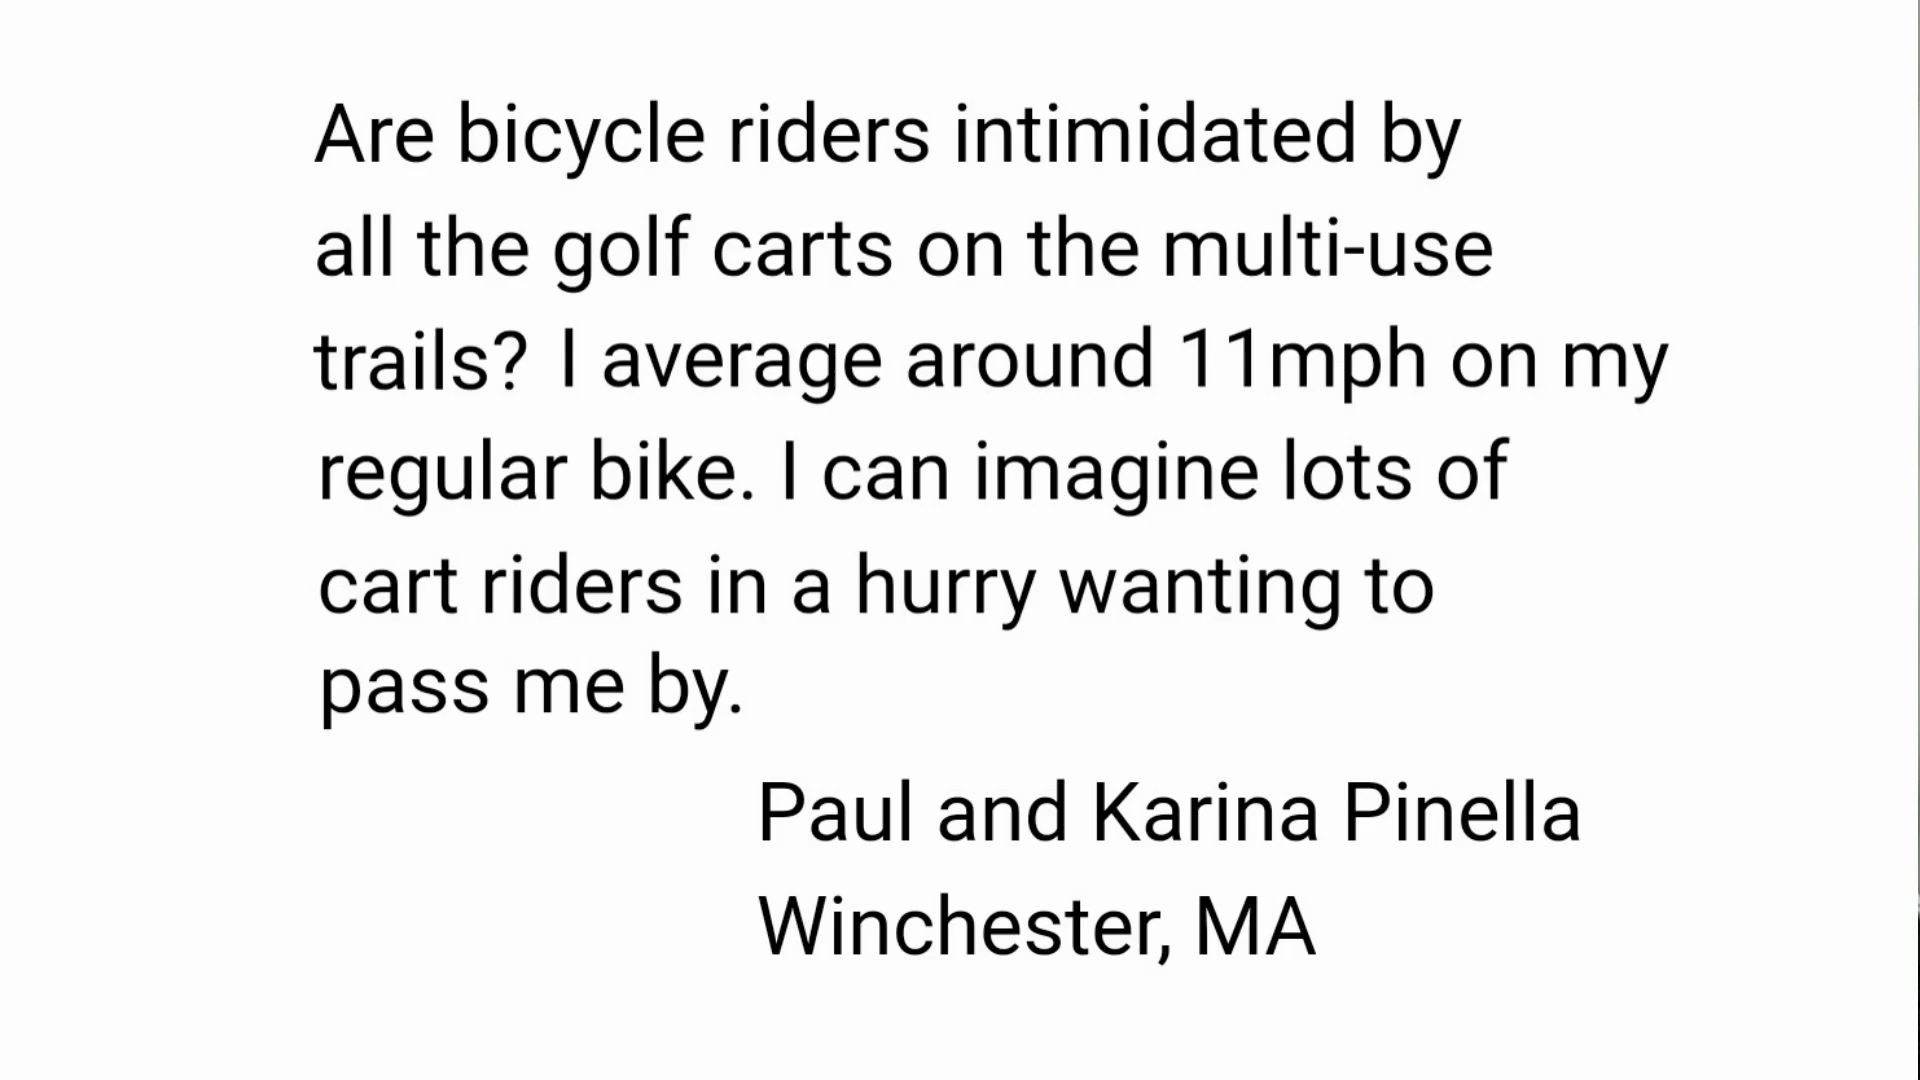 Are bicycle riders intimidated by
all the golf carts on the multi-use
trails? I average around 11mph on my
regular bike. I can imagine lots of
cart riders in a hurry wanting to
pass me by.
Paul and Karina Pinella
Winchester, MA